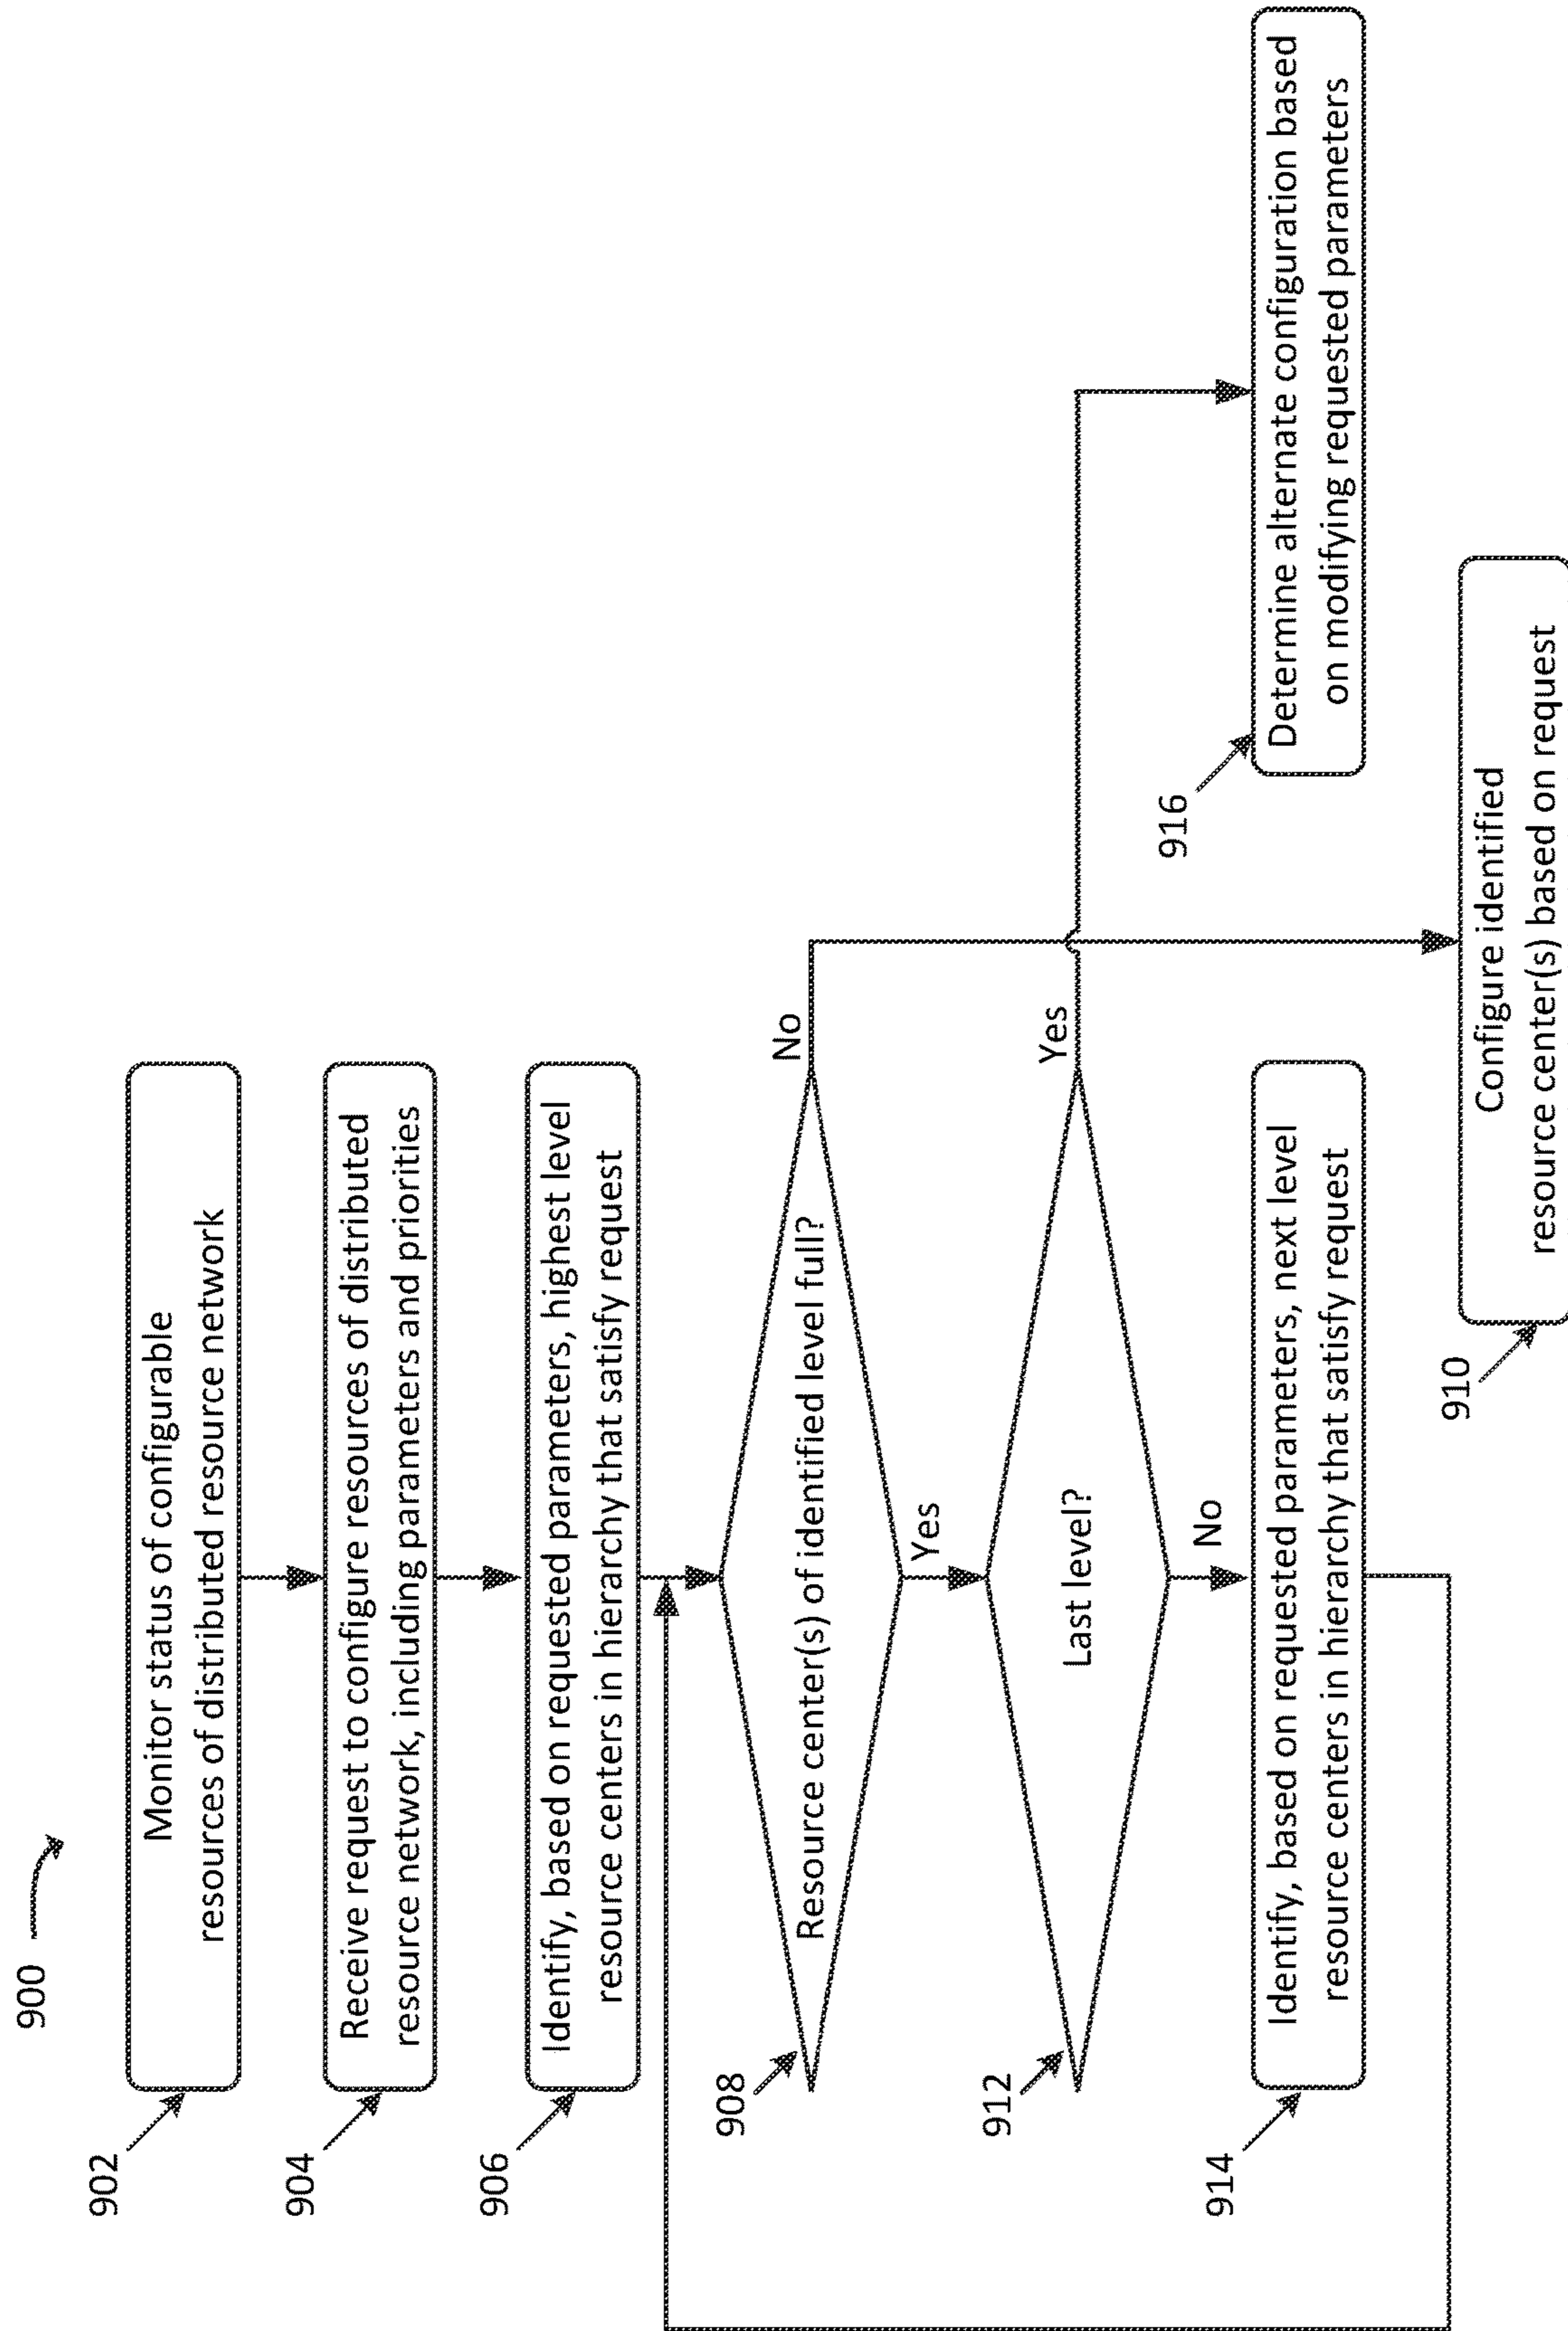 900
902
Monitor status of configurable
resources of distributed resource network
904
Receive request to configure resources of distributed
resource network, including parameters and priorities
906
Identify, based on requested parameters, highest level
resource centers in hierarchy that satisfy request
908
Resource center(s) of identified level full?
No
Yes
912
Last level?
Yes
No
914
Identify, based on requested parameters, next level
resource centers in hierarchy that satisfy request
916
Determine alternate configuration based
on modifying requested parameters
910
Configure identified
resource center(s) based on request